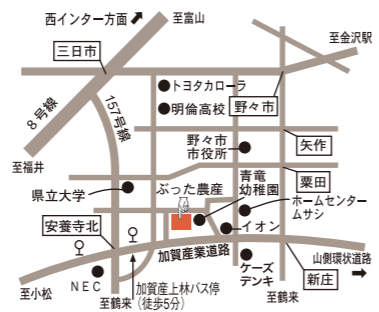 西インター方面
至富山
至金沢駅
三日市
トヨタカローラ
明倫高校
野々市
8号線
157号線
野々市
市役所
矢作
至福井
ぶった農産
青竜
幼稚園
粟田
県立大学
ホームセンター
ムサシ
安養寺北
イオン
加賀産業道路
山側環状道路
ケーズ
デンキ
新庄
NEC
加賀産業上林バス停
(徒歩5分)
至小松
至鶴来
至鶴来